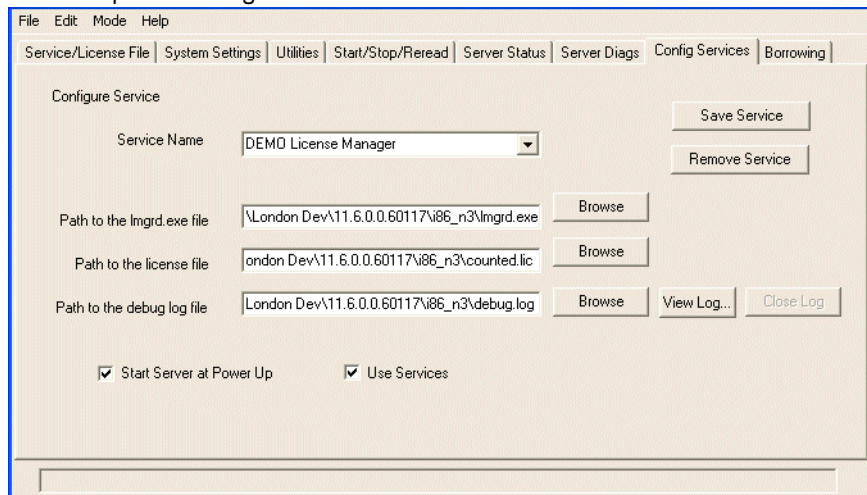 File Edit Mode Help
Service/License File System Settings Utilities Start/Stop/Reread Server Status Server Diags Config Services Borrowing
Configure Service
Save Service
Service Name DEMO License Manager
Remove Service
Path to the lmgrd.exe file \London Dev\11.6.0.0.60117\i86_n3\lmgrd.exe Browse
Path to the license file ondon Dev\11.6.0.0.60117\i86_n3\counted.lic Browse
Path to the debug log file London Dev\11.6.0.0.60117\i86_n3\debug.log Browse View Log... Close Log
Start Server at Power Up Use Services